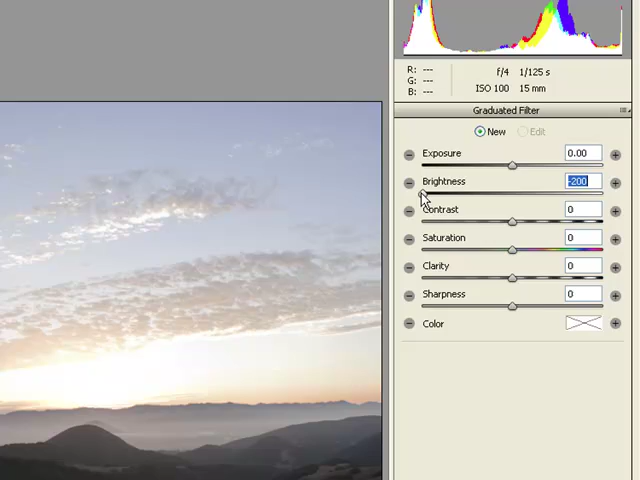 R: ---
G: ---
B: ---
f/4 1/125 s
ISO 100 15 mm
Graduated Filter
New Edit
Exposure 0.00
Brightness -200
Contrast 0
Saturation 0
Clarity 0
Sharpness 0
Color